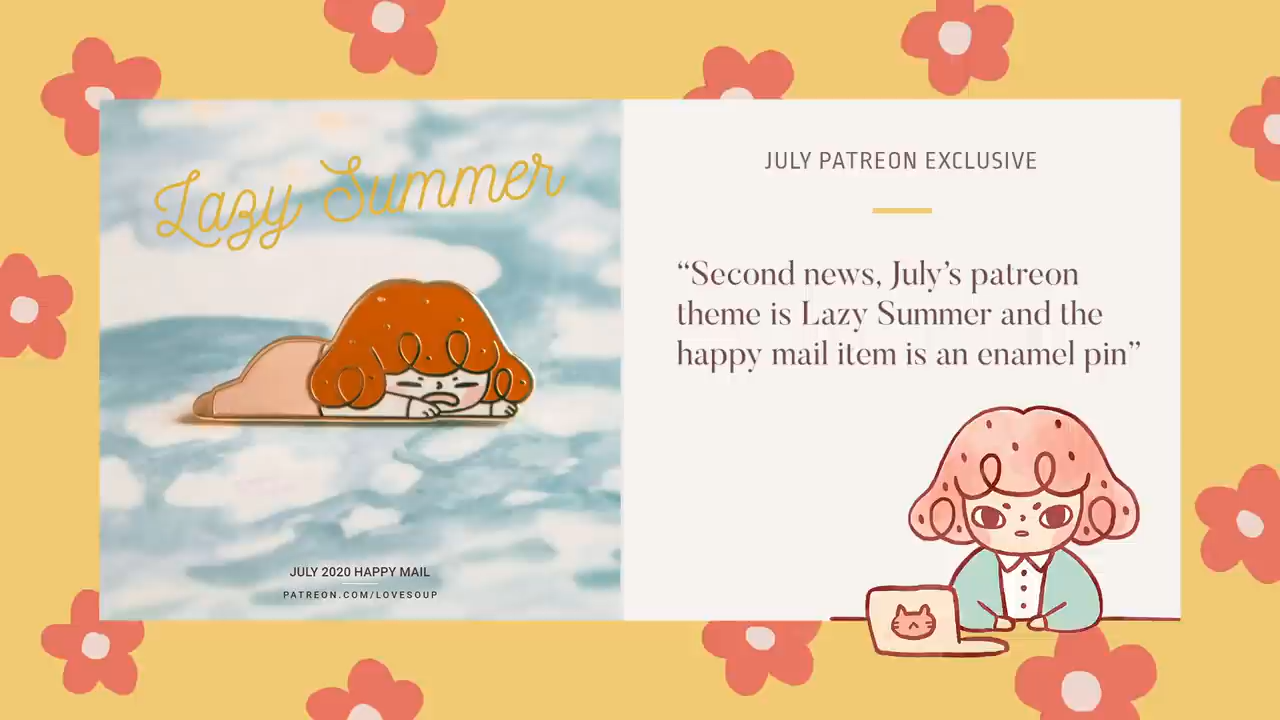 Lazy Summer
JULY 2020 HAPPY MAIL
PATREON.COM/LOVESOUP
JULY PATREON EXCLUSIVE
“Second news, July’s patreon
theme is Lazy Summer and the
happy mail item is an enamel pin”